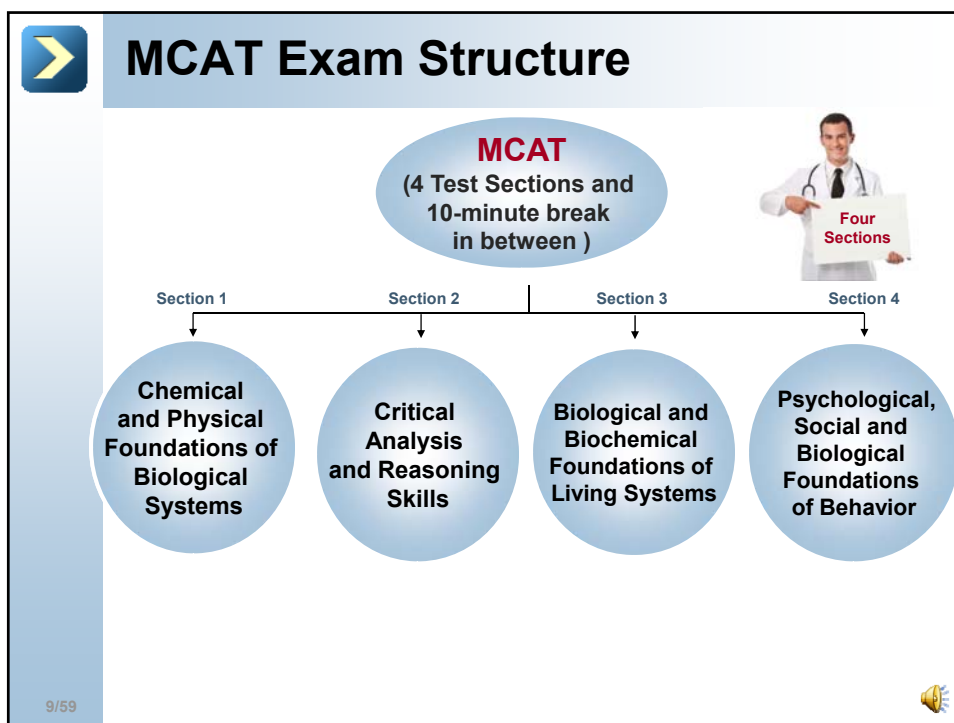 MCAT Exam Structure
MCAT
(4 Test Sections and
10-minute break
in between )
Four
Sections
Section 1
Section 2
Section 3
Section 4
Chemical
and Physical
Foundations of
Biological
Systems
Critical
Analysis
and Reasoning
Skills
Biological and
Biochemical
Foundations of
Living Systems
Psychological,
Social and
Biological
Foundations
of Behavior
9/59